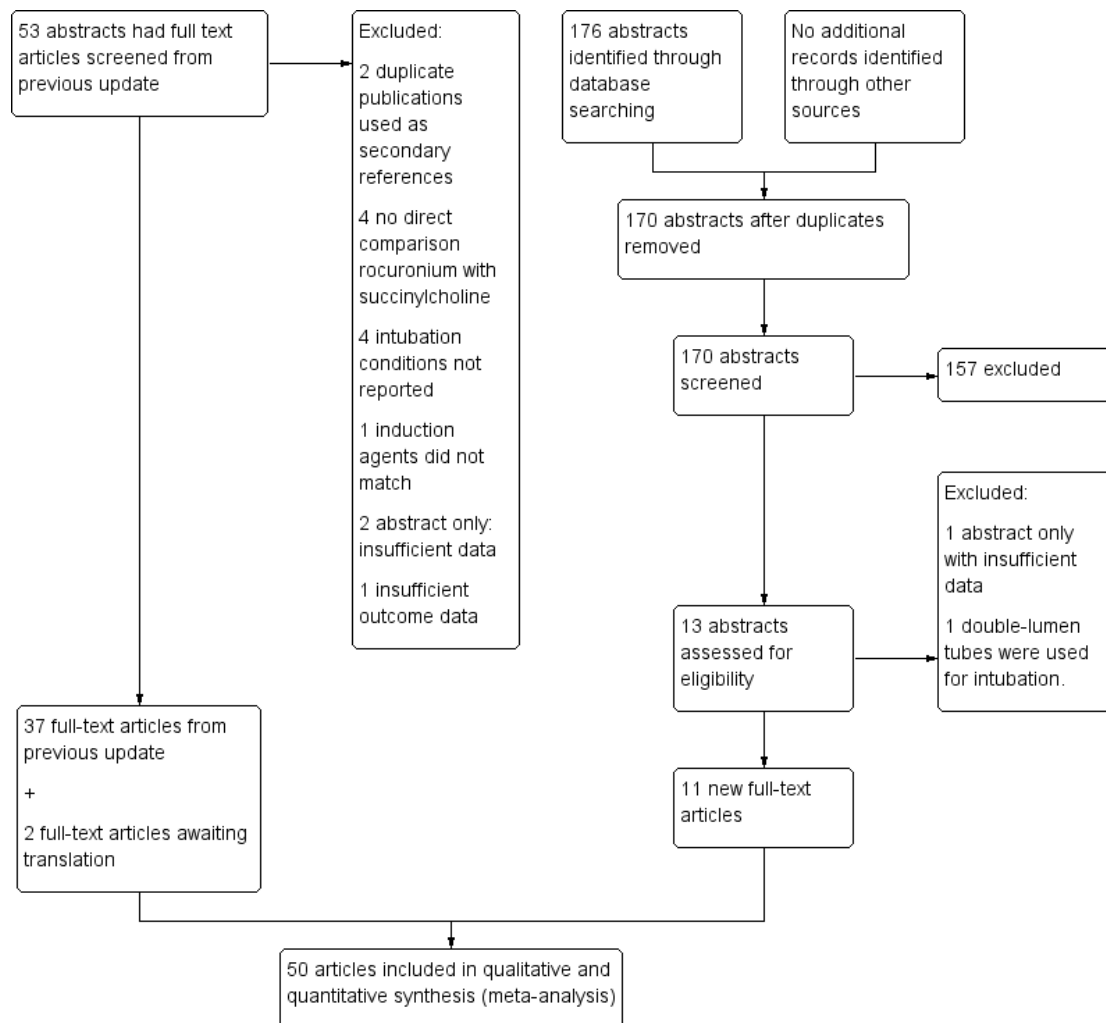 53 abstracts had full text
articles screened from
previous update
Excluded:
2 duplicate
publications
used as
secondary
references
4 no direct
comparison
rocuronium with
succinylcholine
4 intubation
conditions not
reported
1 induction
agents did not
match
2 abstract only:
insufficient data
1 insufficient
outcome data
37 full-text articles from
previous update
+
2 full-text articles awaiting
translation
176 abstracts
identified through
database
searching
No additional
records identified
through other
sources
170 abstracts after duplicates
removed
170 abstracts
screened
157 excluded
13 abstracts
assessed for
eligibility
Excluded:
1 abstract only
with insufficient
data
1 double-lumen
tubes were used
for intubation.
11 new full-text
articles
50 articles included in qualitative and
quantitative synthesis (meta-analysis)